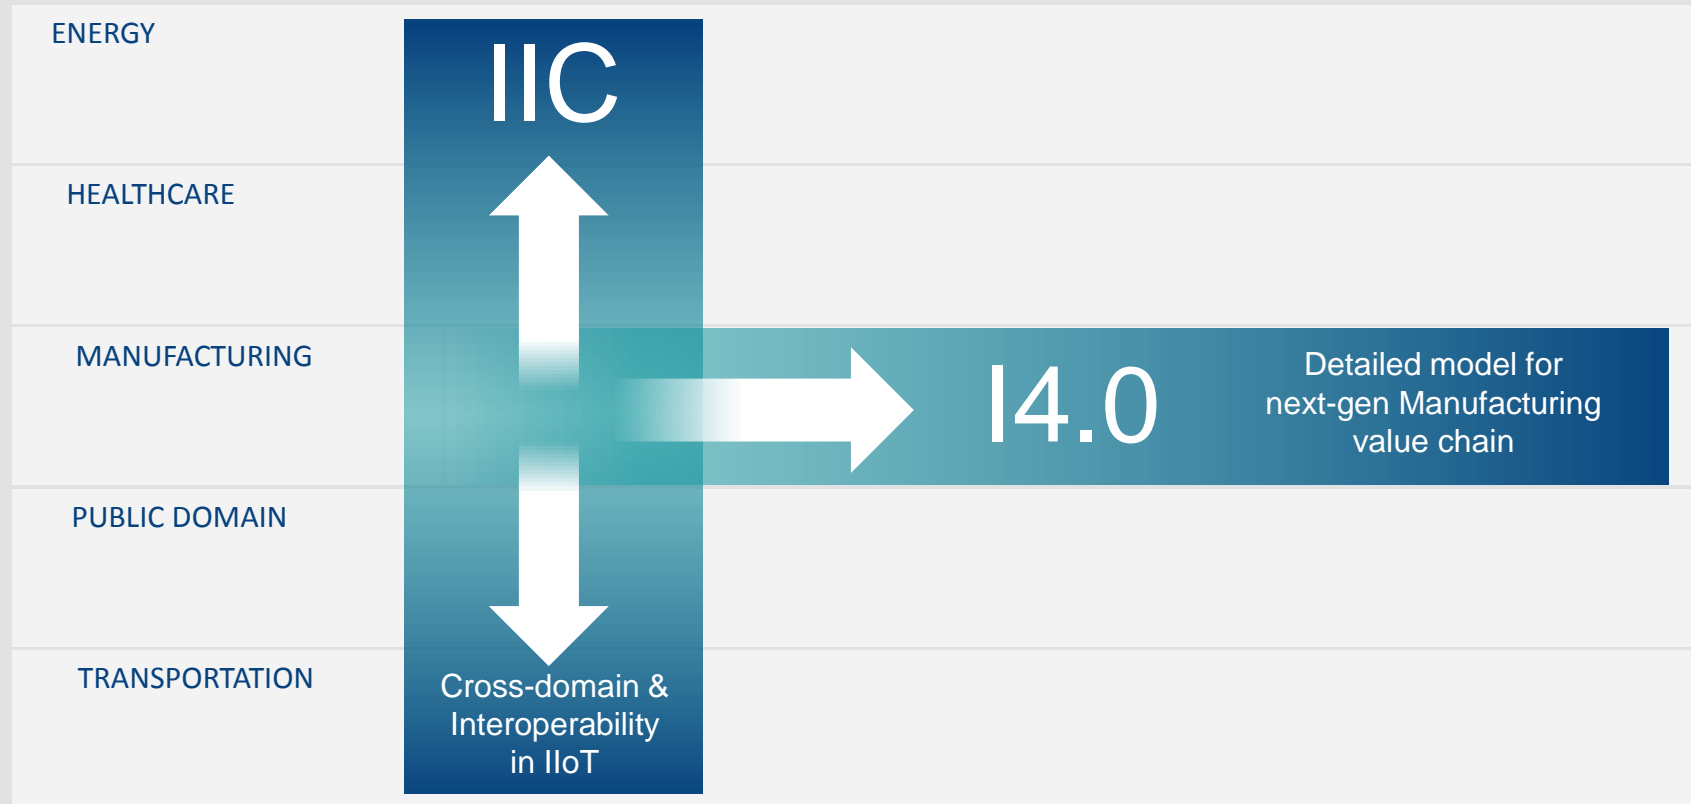 ENERGY
IIC
HEALTHCARE
MANUFACTURING
I4.0
Detailed model for
next-gen Manufacturing
value chain
PUBLIC DOMAIN
TRANSPORTATION
Cross-domain &
Interoperability
in IIoT